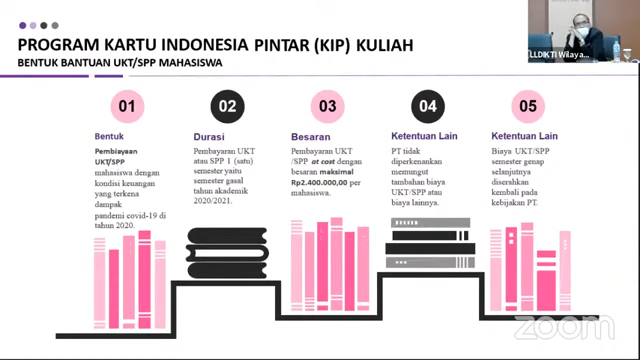 PROGRAM KARTU INDONESIA PINTAR (KIP) KULIAH
BENTUK BANTUAN UKT/SPP MAHASISWA
LLDIKTI Wilaya...
01
Bentuk
Pembiayaan
UKT/SPP
mahasiswa dengan
kondisi keuangan
yang terkena
dampak
pandemi covid-19 di
tahun 2020.
02
Durasi
Pembayaran UKT
atau SPP 1 (satu)
semester yaitu
semester gasal
tahun akademik
2020/2021.
03
Besaran
Pembayaran UKT
/SPP at cost dengan
besaran maksimal
Rp2.400.000,00 per
mahasiswa.
04
Ketentuan Lain
PT tidak
diperkenankan
memungut
tambahan biaya
UKT/SPP atau
biaya lainnya.
05
Ketentuan Lain
Biaya UKT/SPP
semester genap
selanjutnya
diserahkan
kembali pada
kebijakan PT.
zoom